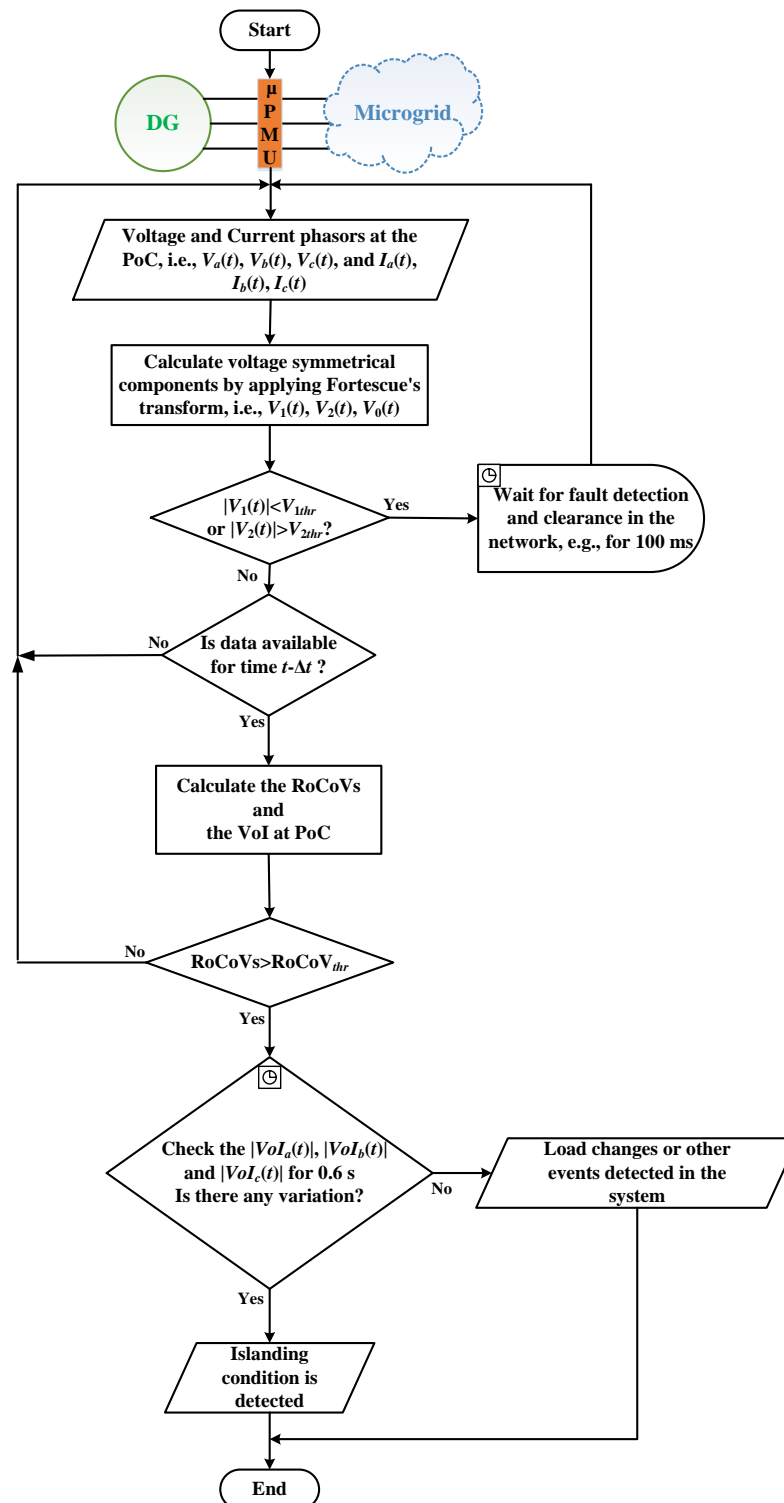 Start
DG
μ
P
M
U
Microgrid
Voltage and Current phasors at the
PoC, i.e., Va(t), Vb(t), Vc(t), and Ia(t),
Ib(t), Ic(t)
Calculate voltage symmetrical
components by applying Fortescue's
transform, i.e., V1(t), V2(t), V0(t)
|V1(t)|<V1thr
or |V2(t)|>V2thr?
Yes
Wait for fault detection
and clearance in the
network, e.g., for 100 ms
No
Is data available
for time t-Δt ?
No
Yes
Calculate the RoCoVs
and
the VoI at PoC
RoCoVs>RoCoVthr
No
Yes
Check the |VoIa(t)|, |VoIb(t)|
and |VoIc(t)| for 0.6 s
Is there any variation?
No
Load changes or other
events detected in the
system
Yes
Islanding
condition is
detected
End